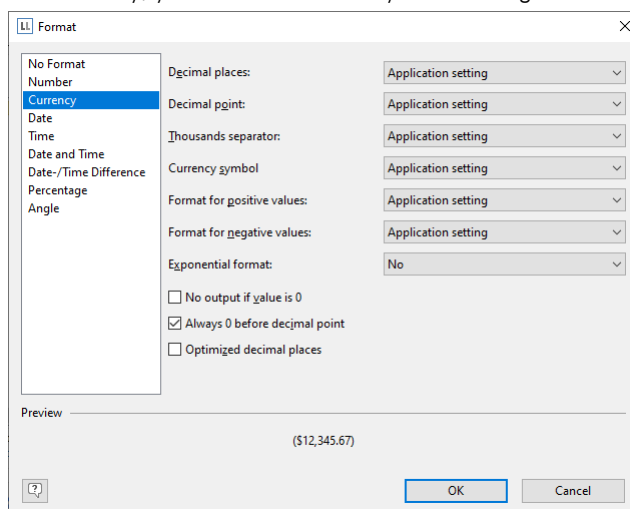 LL Format
No Format
Number
Currency
Date
Time
Date and Time
Date-/Time Difference
Percentage
Angle
Decimal places: Application setting
Decimal point: Application setting
Thousands separator: Application setting
Currency symbol Application setting
Format for positive values: Application setting
Format for negative values: Application setting
Exponential format: No
No output if value is 0
Always 0 before decimal point
Optimized decimal places
Preview
($12,345.67)
OK Cancel